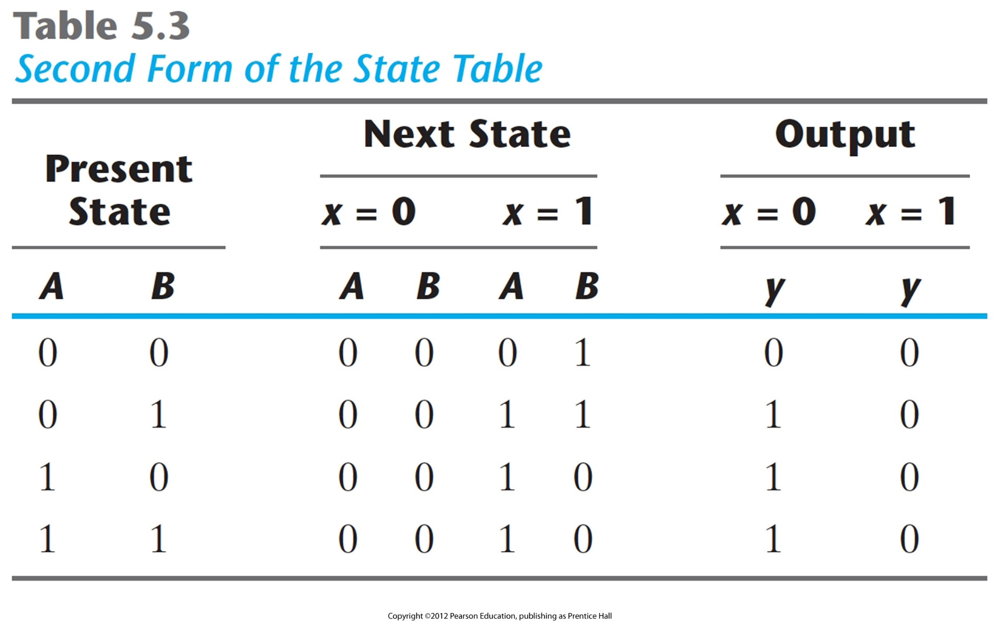 Table 5.3
Second Form of the State Table
Next State Output
Present
State
x = 0 x = 1 x = 0 x = 1
A B A B A B y y
0 0 0 0 0 1 0 0
0 1 0 0 1 1 1 0
1 0 0 0 1 0 1 0
1 1 0 0 1 0 1 0
Copyright ©2012 Pearson Education, publishing as Prentice Hall